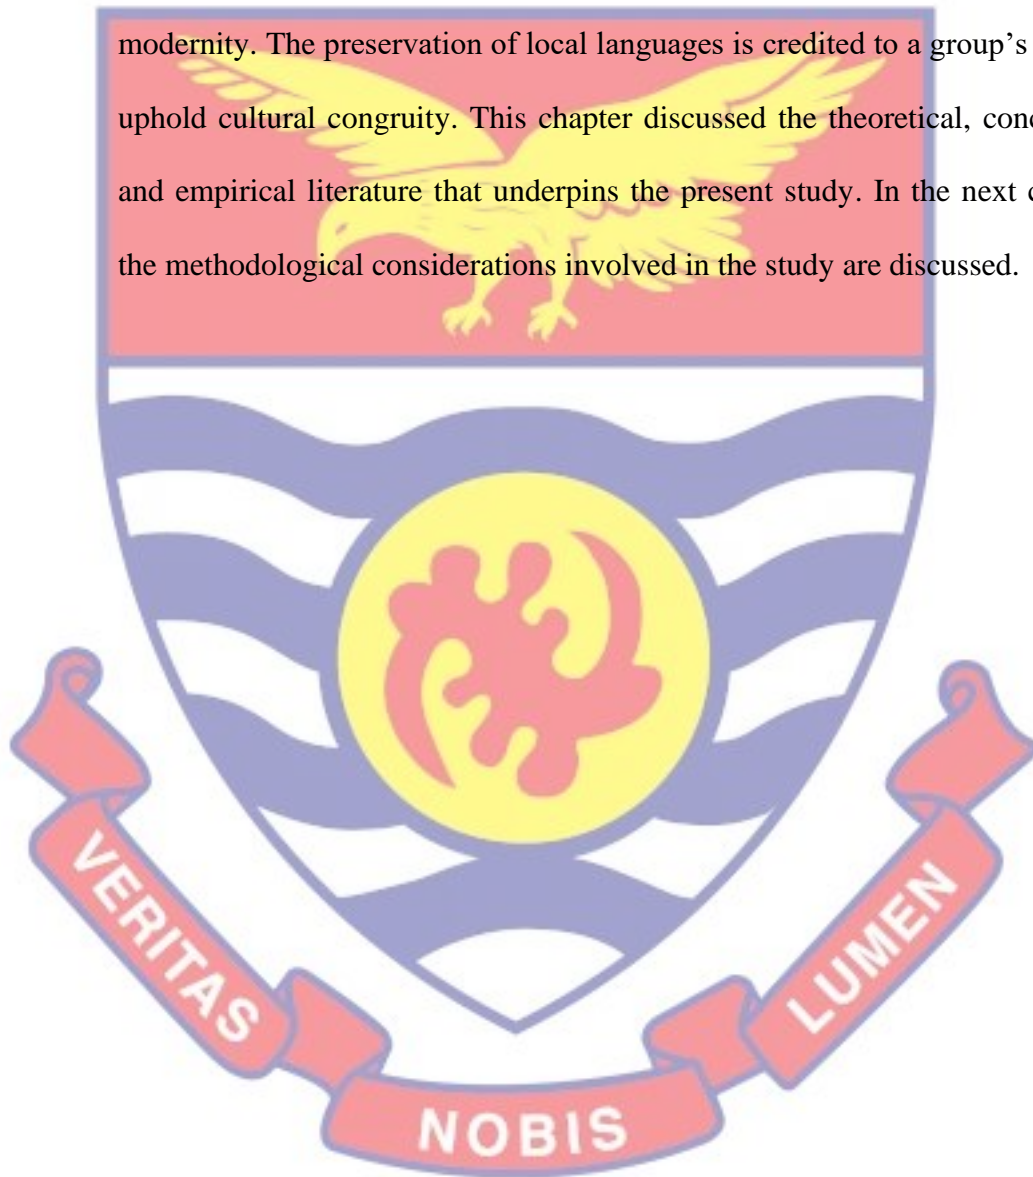 modernity. The preservation of local languages is credited to a group’s
uphold cultural congruity. This chapter discussed the theoretical,
and empirical literature that underpins the present study. In the next
the methodological considerations involved in the study are discussed.
VERITAS
NOBIS
LUMEN